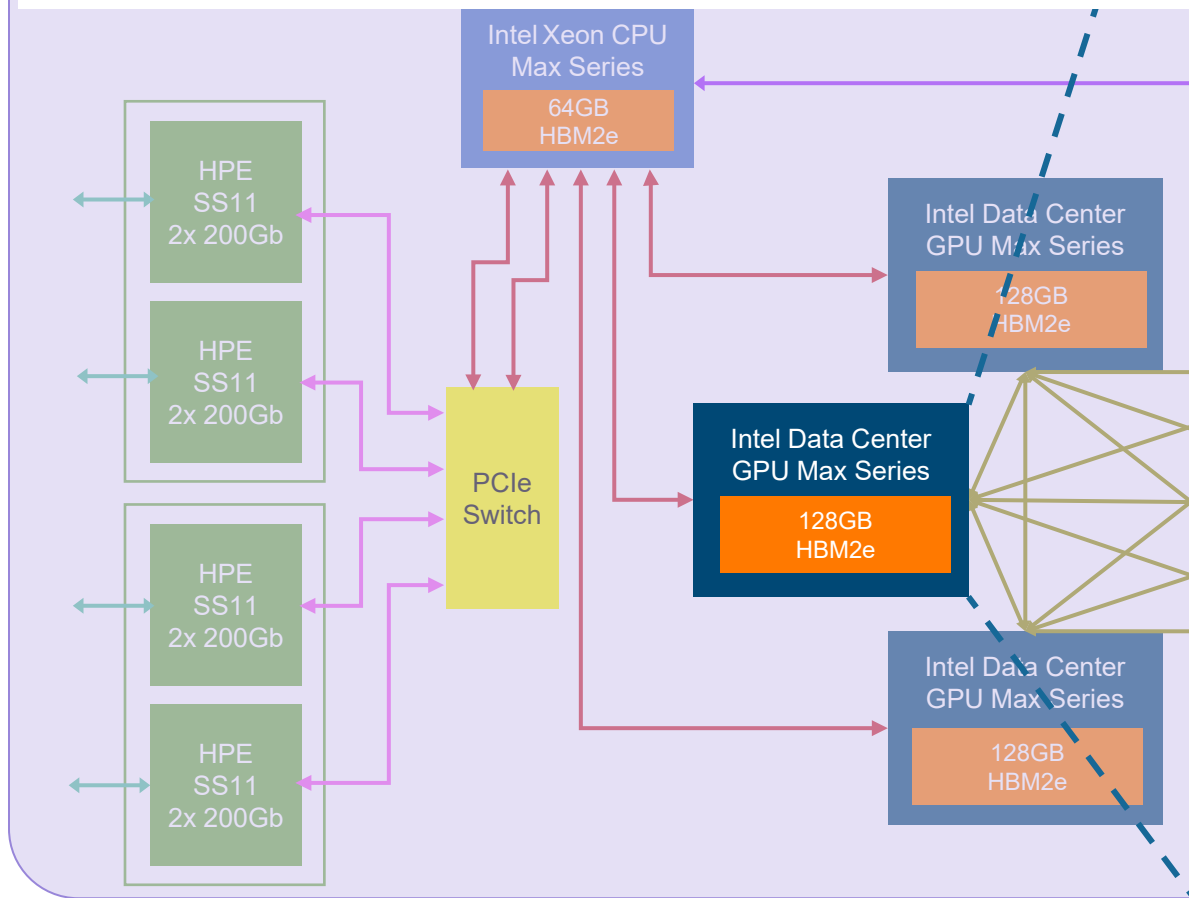 Intel Xeon CPU
Max Series
64GB
HBM2e
HPE
SS11
2x 200Gb
HPE
SS11
2x 200Gb
HPE
SS11
2x 200Gb
HPE
SS11
2x 200Gb
PCIe
Switch
Intel Data Center
GPU Max Series
128GB
HBM2e
Intel Data Center
GPU Max Series
128GB
HBM2e
Intel Data Center
GPU Max Series
128GB
HBM2e